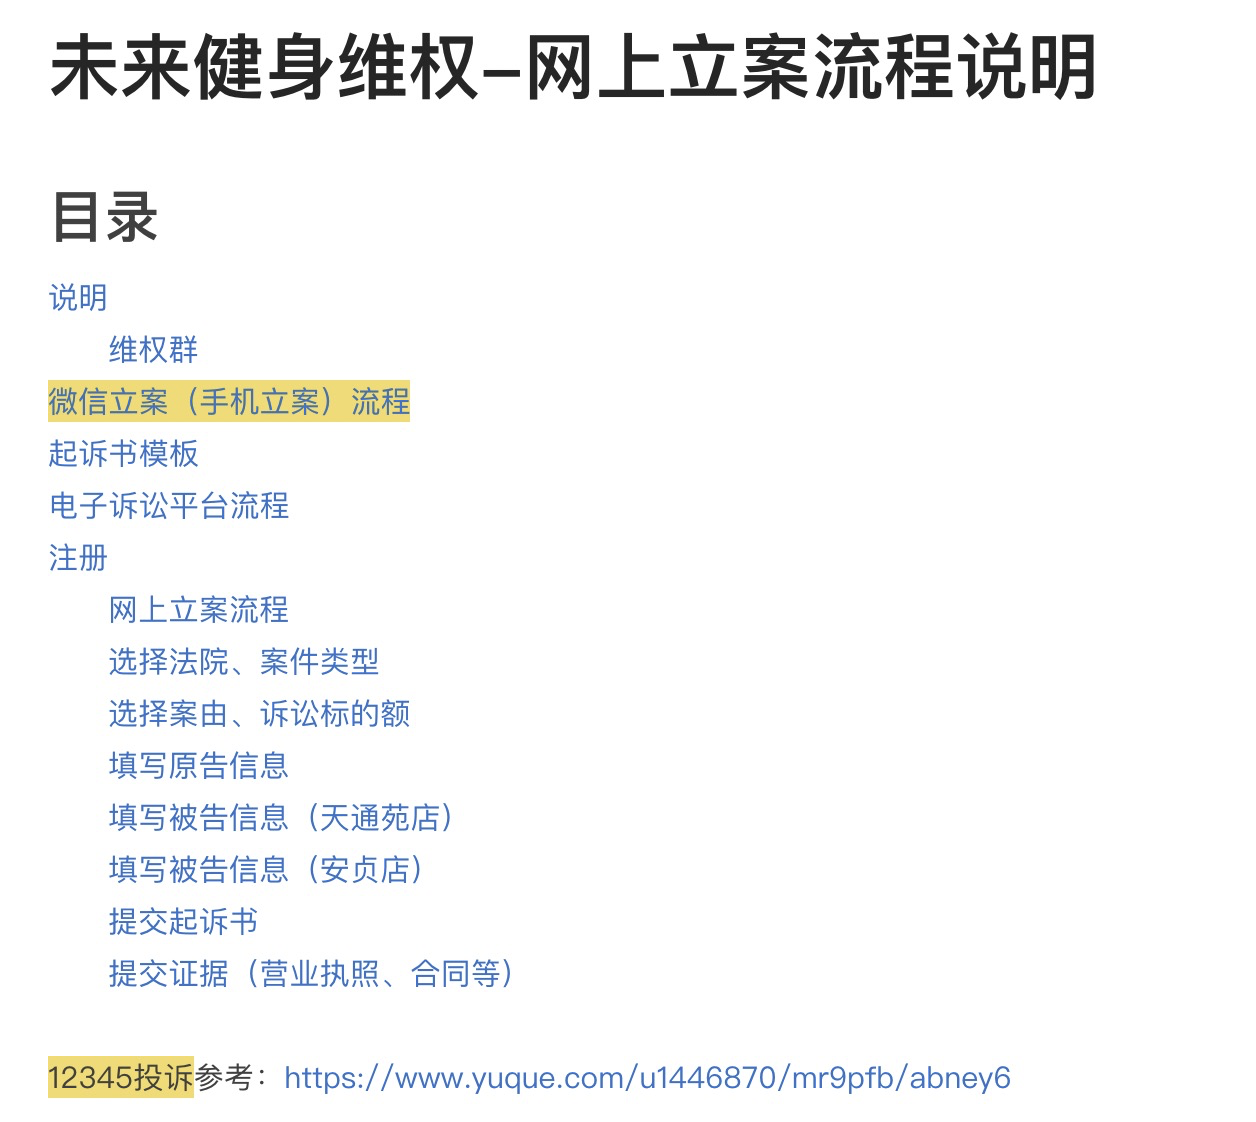 未来健身维权–网上立案流程说明
目录
说明
维权群
微信立案（手机立案）流程
起诉书模板
电子诉讼平台流程
注册
网上立案流程
选择法院、案件类型
选择案由、诉讼标的额
填写原告信息
填写被告信息（天通苑店）
填写被告信息（安贞店）
提交起诉书
提交证据（营业执照、合同等）
12345投诉参考：https://www.yuque.com/u1446870/mr9pfb/abney6